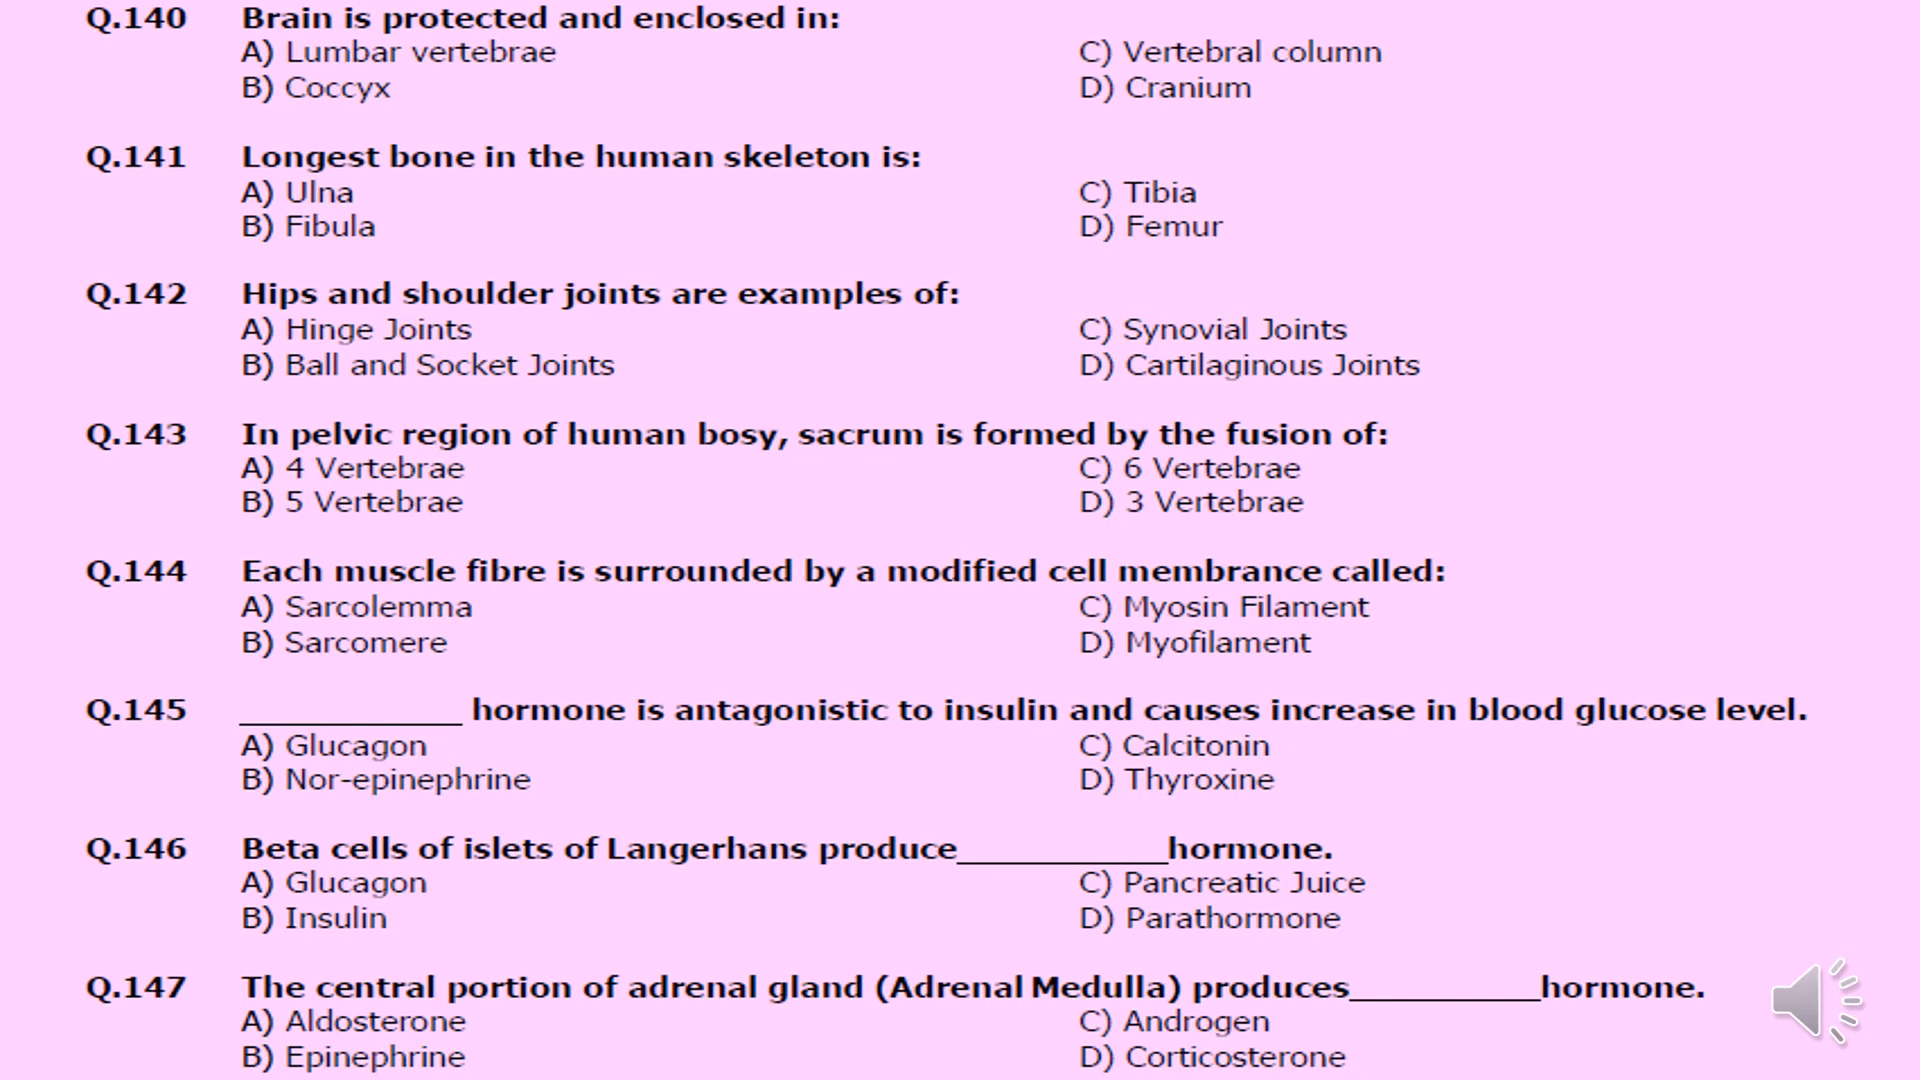 Q.140 Brain is protected and enclosed in:
A) Lumbar vertebrae C) Vertebral column
B) Coccyx D) Cranium
Q.141 Longest bone in the human skeleton is:
A) Ulna C) Tibia
B) Fibula D) Femur
Q.142 Hips and shoulder joints are examples of:
A) Hinge Joints C) Synovial Joints
B) Ball and Socket Joints D) Cartilaginous Joints
Q.143 In pelvic region of human bosy, sacrum is formed by the fusion of:
A) 4 Vertebrae C) 6 Vertebrae
B) 5 Vertebrae D) 3 Vertebrae
Q.144 Each muscle fibre is surrounded by a modified cell membrance called:
A) Sarcolemma C) Myosin Filament
B) Sarcomere D) Myofilament
Q.145 ____________ hormone is antagonistic to insulin and causes increase in blood glucose level.
A) Glucagon C) Calcitonin
B) Nor-epinephrine D) Thyroxine
Q.146 Beta cells of islets of Langerhans produce____________hormone.
A) Glucagon C) Pancreatic Juice
B) Insulin D) Parathormone
Q.147 The central portion of adrenal gland (Adrenal Medulla) produces___________hormone.
A) Aldosterone C) Androgen
B) Epinephrine D) Corticosterone